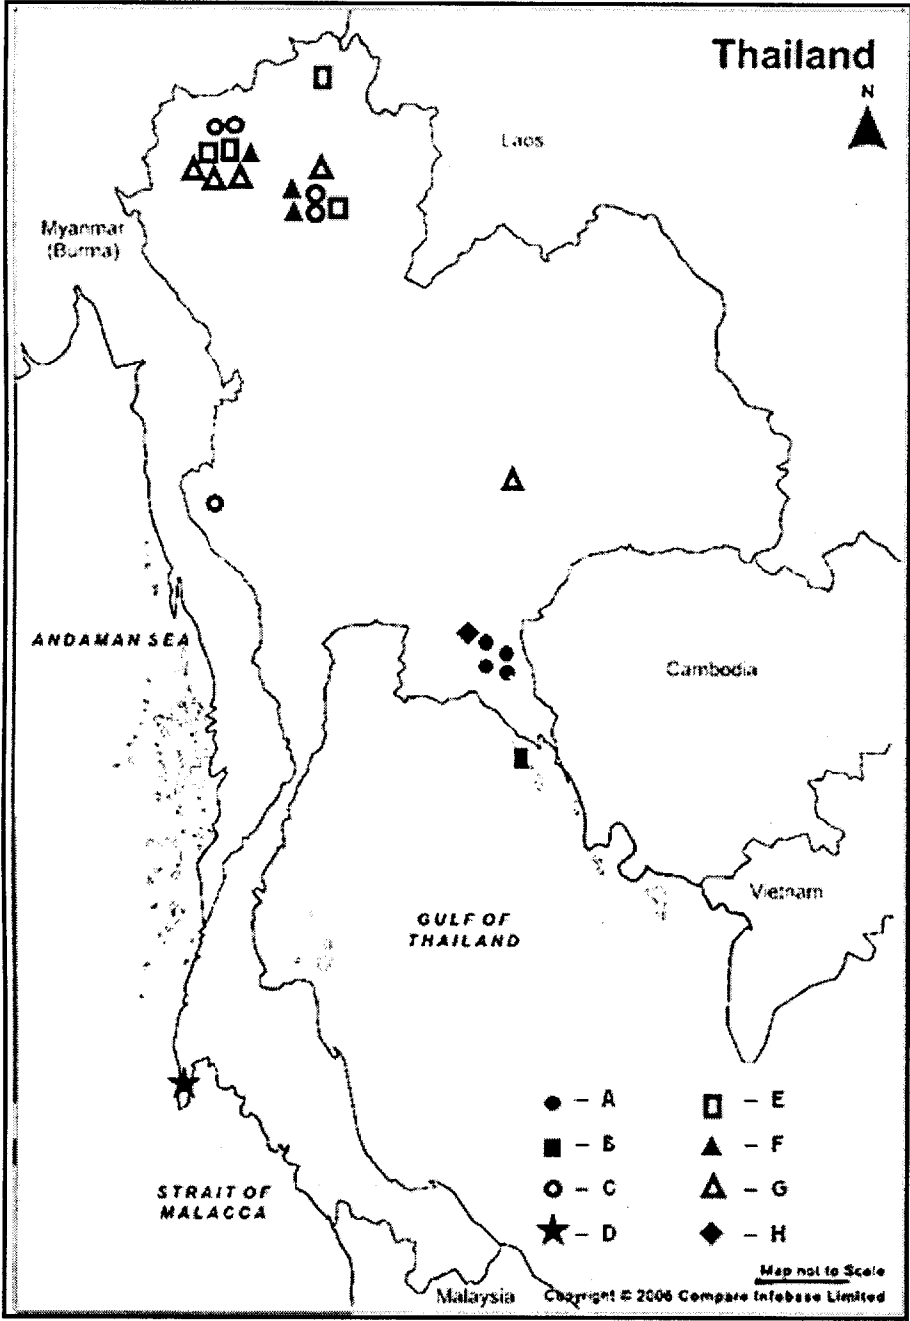 Thailand
N
Laos
Myanmar
(Burma)
ANDAMAN SEA
Cambodia
Vietnam
GULF OF
THAILAND
– A
– E
– B
– F
– C
– G
– D
– H
STRAIT OF
MALACCA
Map not to Scale
Malaysia
Copyright © 2006 Compare Infobase Limited